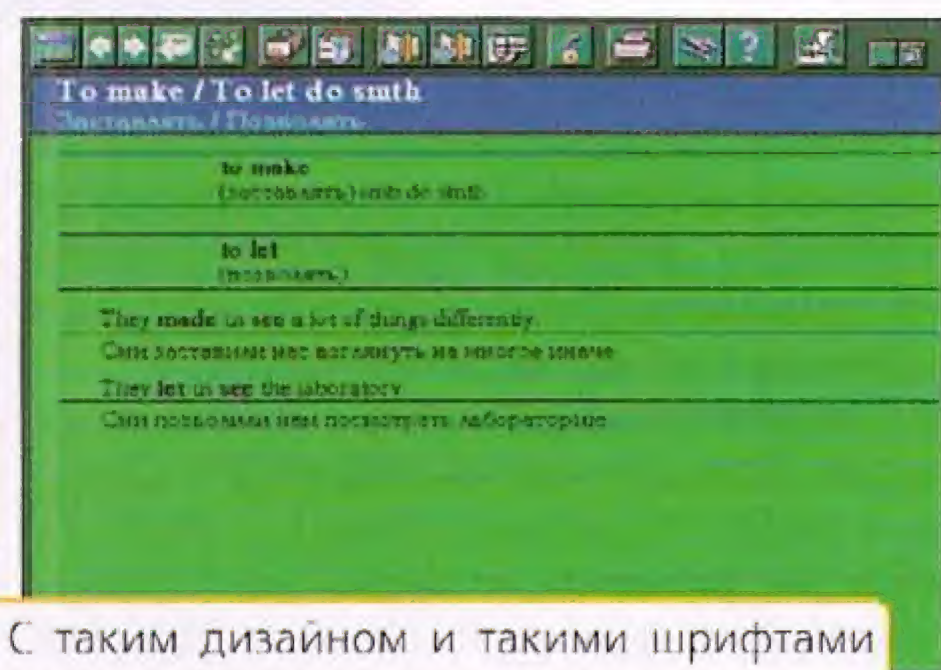 To make / To let do smth
Заставлять / Позволять
to make
(заставлять) smb do smth
to let
(позволять)
They made us see a lot of things differently.
Они заставили нас взглянуть на многое иначе
They let us see the laboratory
Они позволили нам посмотреть лабораторию
С таким дизайном и такими шрифтами